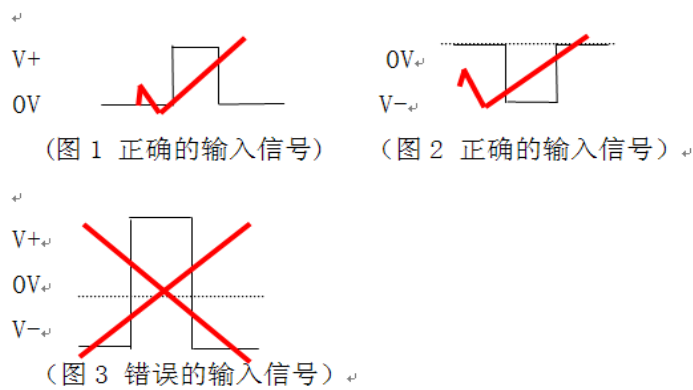 V+
0V
(图1 正确的输入信号)
0V
V-
(图2 正确的输入信号)
V+
0V
V-
(图3 错误的输入信号)